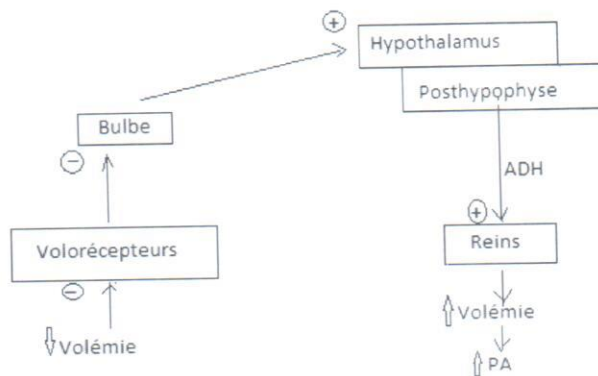 +
Hypothalamus
Posthypophyse
Bulbe
−
ADH
+
Volorécepteurs
Reins
−
⇧ Volémie
⇩ Volémie
⇧ PA